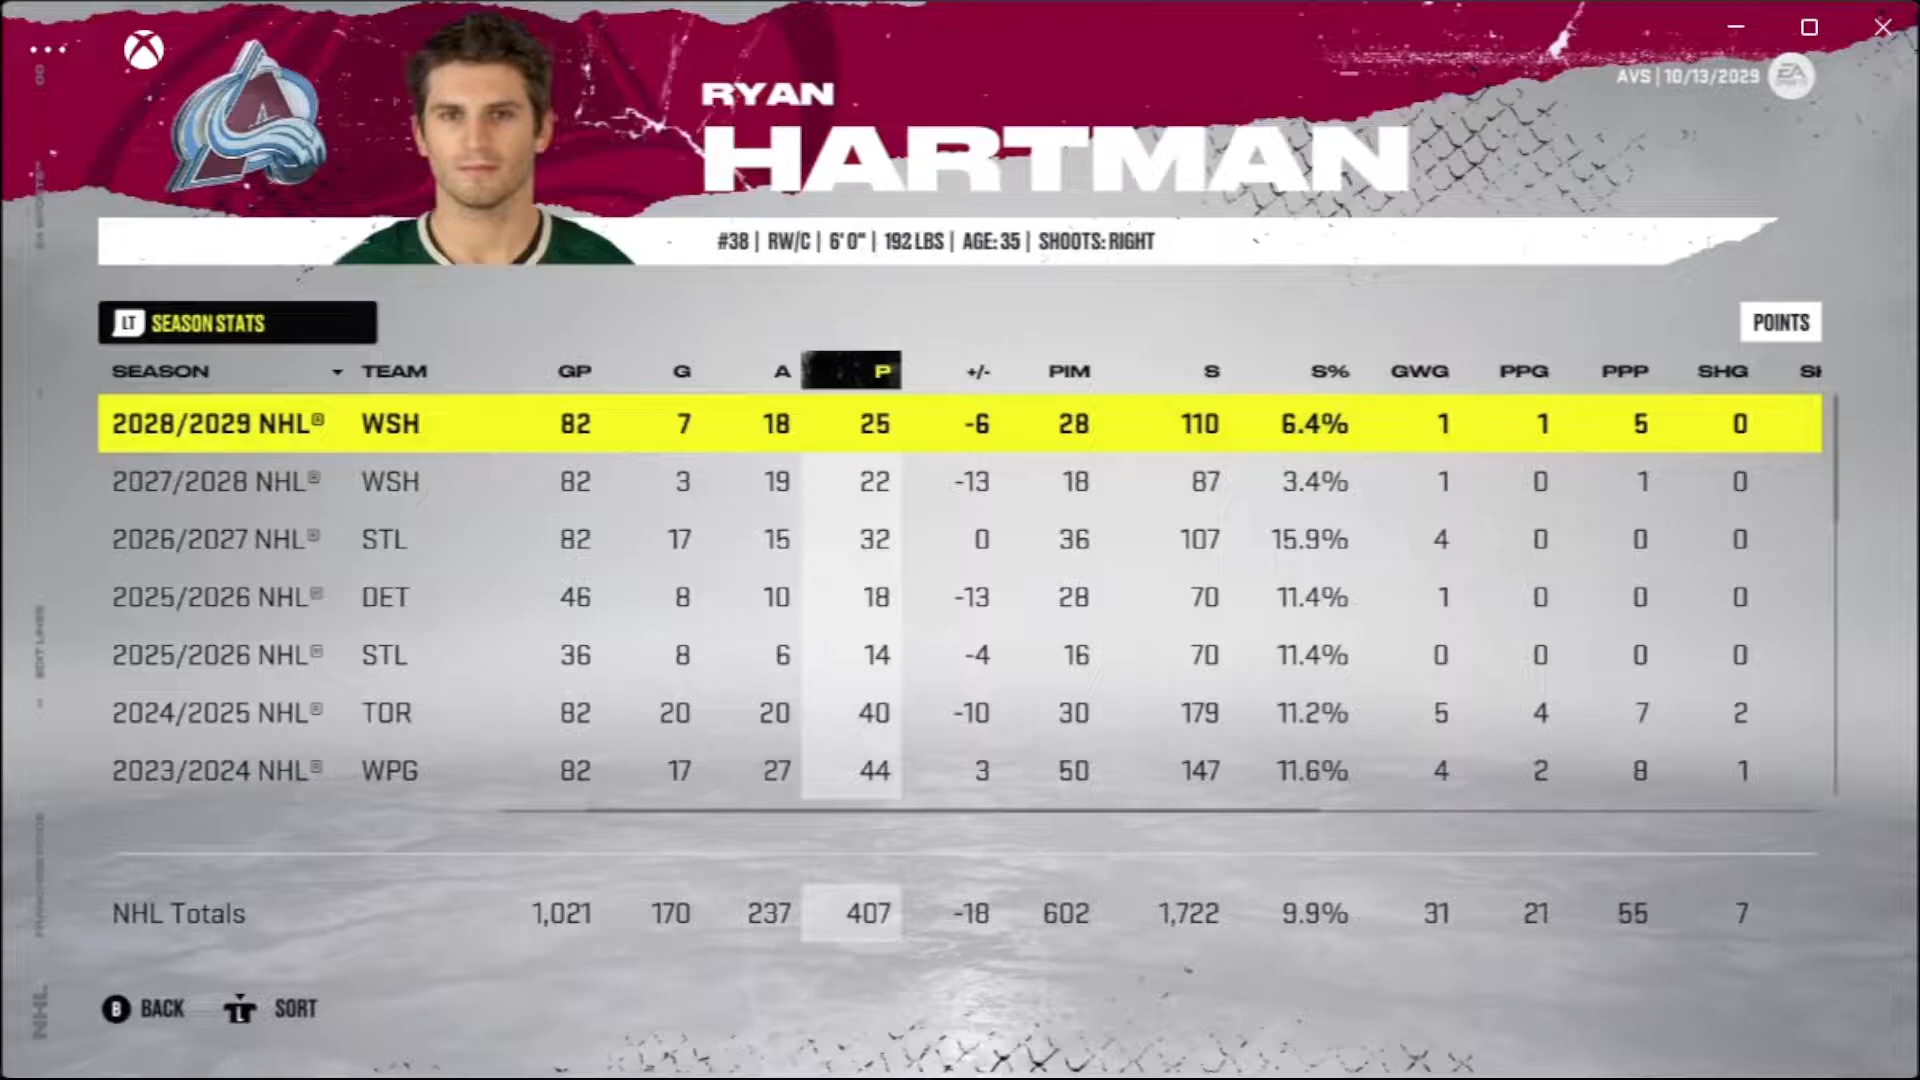 AVS | 10/13/2029
RYAN
HARTMAN
#38 | RW/C | 6' 0" | 192 LBS | AGE: 35 | SHOOTS: RIGHT
LT SEASON STATS
POINTS
SEASON TEAM GP G A P +/- PIM S S% GWG PPG PPP SHG
2028/2029 NHL® WSH 82 7 18 25 -6 28 110 6.4% 1 1 5 0
2027/2028 NHL® WSH 82 3 19 22 -13 18 87 3.4% 1 0 1 0
2026/2027 NHL® STL 82 17 15 32 0 36 107 15.9% 4 0 0 0
2025/2026 NHL® DET 46 8 10 18 -13 28 70 11.4% 1 0 0 0
2025/2026 NHL® STL 36 8 6 14 -4 16 70 11.4% 0 0 0 0
2024/2025 NHL® TOR 82 20 20 40 -10 30 179 11.2% 5 4 7 2
2023/2024 NHL® WPG 82 17 27 44 3 50 147 11.6% 4 2 8 1
NHL Totals 1,021 170 237 407 -18 602 1,722 9.9% 31 21 55 7
B BACK L SORT
NHL
FRANCHISE MODE
EDIT LINES
EA SPORTS